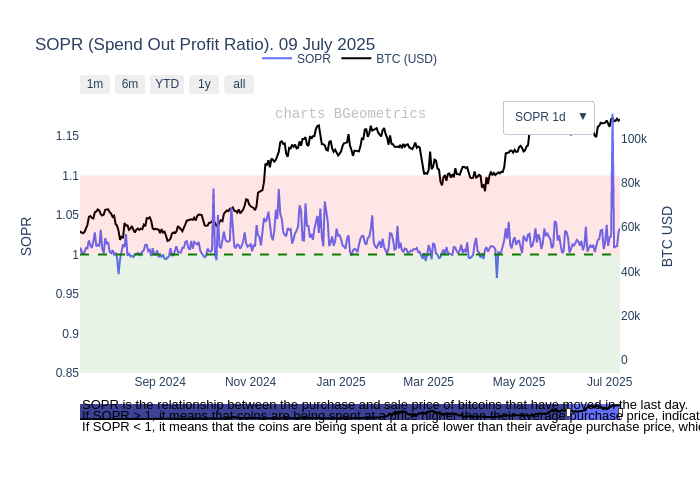 SOPR (Spend Out Profit Ratio). 09 July 2025
SOPR
BTC (USD)
1m
6m
YTD
1y
all
charts BGeometrics
SOPR 1d ▼
1.15
1.1
1.05
1
0.95
0.9
0.85
SOPR
100k
80k
60k
40k
20k
0
BTC USD
Sep 2024
Nov 2024
Jan 2025
Mar 2025
May 2025
Jul 2025
SOPR is the relationship between the purchase and sale price of bitcoins that have moved in the last day.
If SOPR > 1, it means that coins are being spent at a price higher than their average purchase price, indicat
If SOPR < 1, it means that the coins are being spent at a price lower than their average purchase price, whic